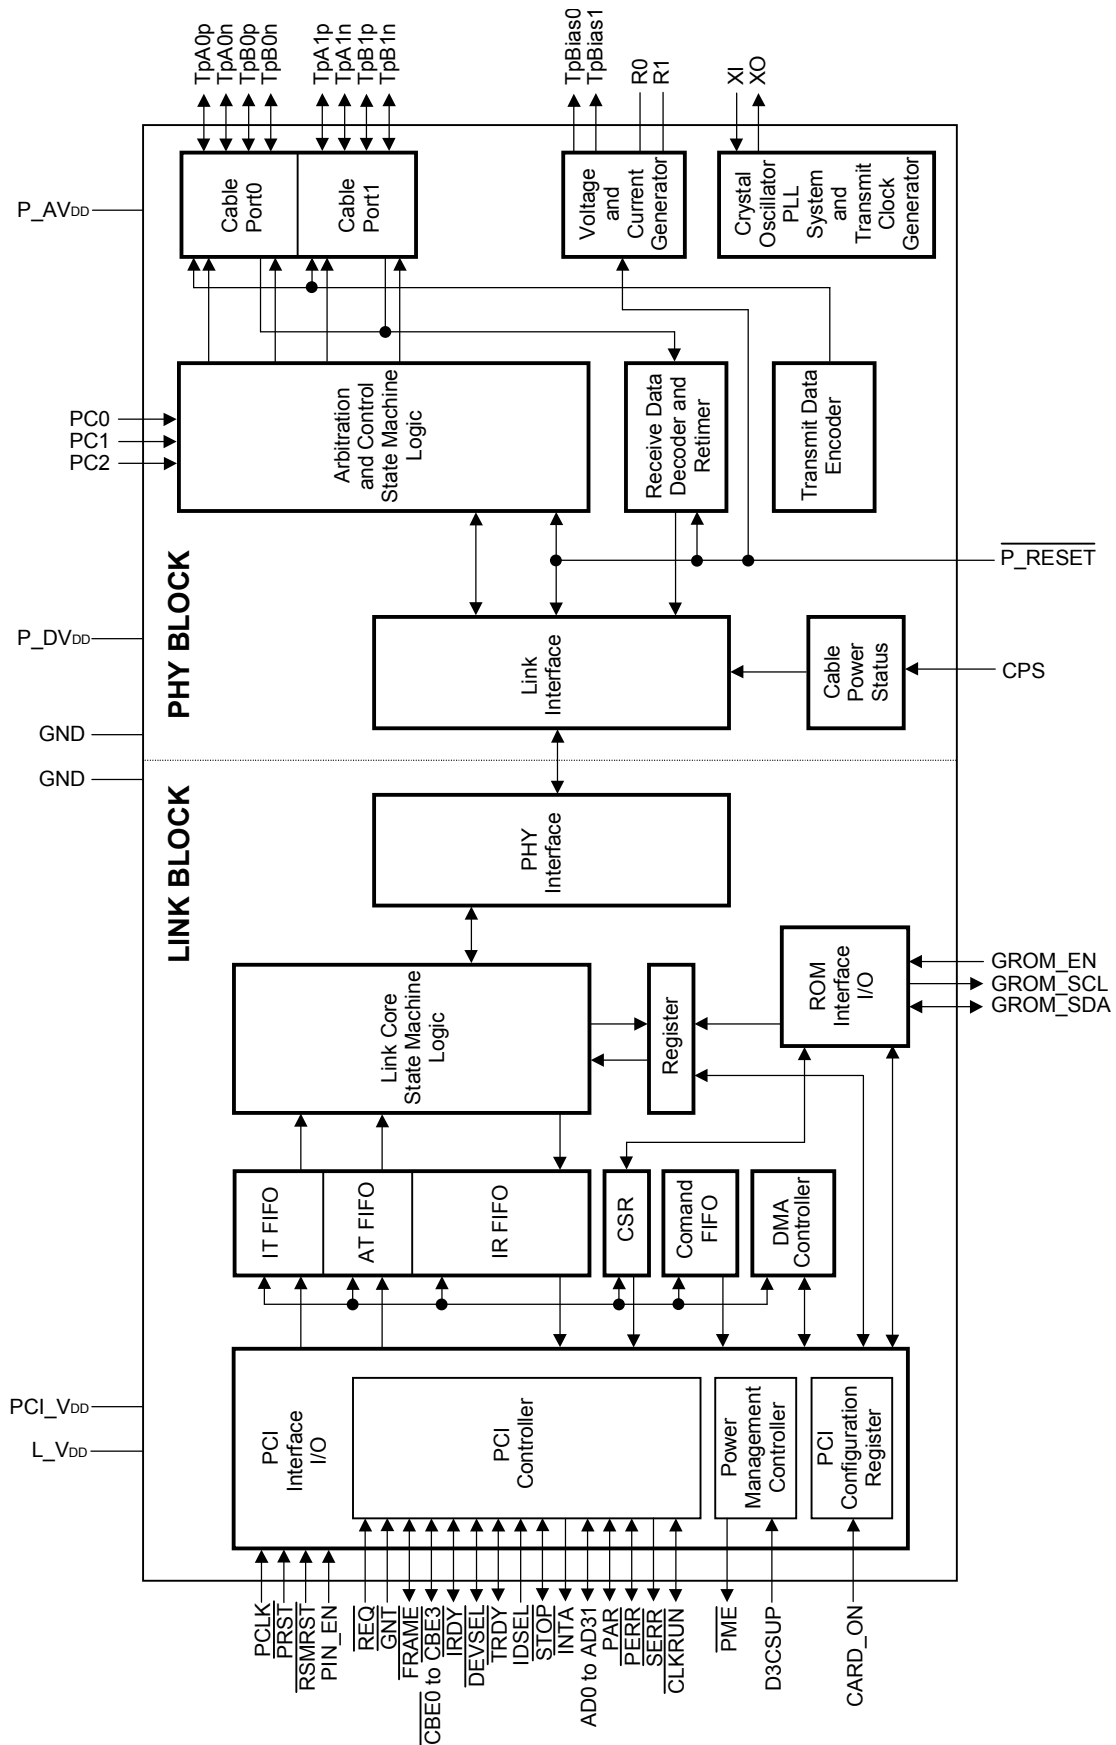 TpA0p
TpA0n
TpB0p
TpB0n
TpA1p
TpA1n
TpB1p
TpB1n
TpBias0
TpBias1
R0
R1
XI
XO
P_AVDD
Cable
Port0
Cable
Port1
Voltage
and
Current
Generator
Crystal
Oscillator
PLL
System
and
Transmit
Clock
Generator
PC0
PC1
PC2
Arbitration
and Control
State Machine
Logic
Receive Data
Decoder and
Retimer
Transmit Data
Encoder
P_RESET
PHY BLOCK
P_DVDD
Link
Interface
Cable
Power
Status
CPS
GND
GND
LINK BLOCK
PHY
Interface
Link Core
State Machine
Logic
Register
ROM
Interface
I/O
GROM_EN
GROM_SCL
GROM_SDA
IT FIFO
AT FIFO
IR FIFO
CSR
Comand
FIFO
DMA
Controller
PCI_VDD
L_VDD
PCI
Interface
I/O
PCI
Controller
Power
Management
Controller
PCI
Configuration
Register
PCLK
PRST
RSMRST
PIN_EN
REQ
GNT
FRAME
CBE0 to CBE3
IRDY
DEVSEL
TRDY
IDSEL
STOP
INTA
AD0 to AD31
PAR
PERR
SERR
CLKRUN
PME
D3CSUP
CARD_ON